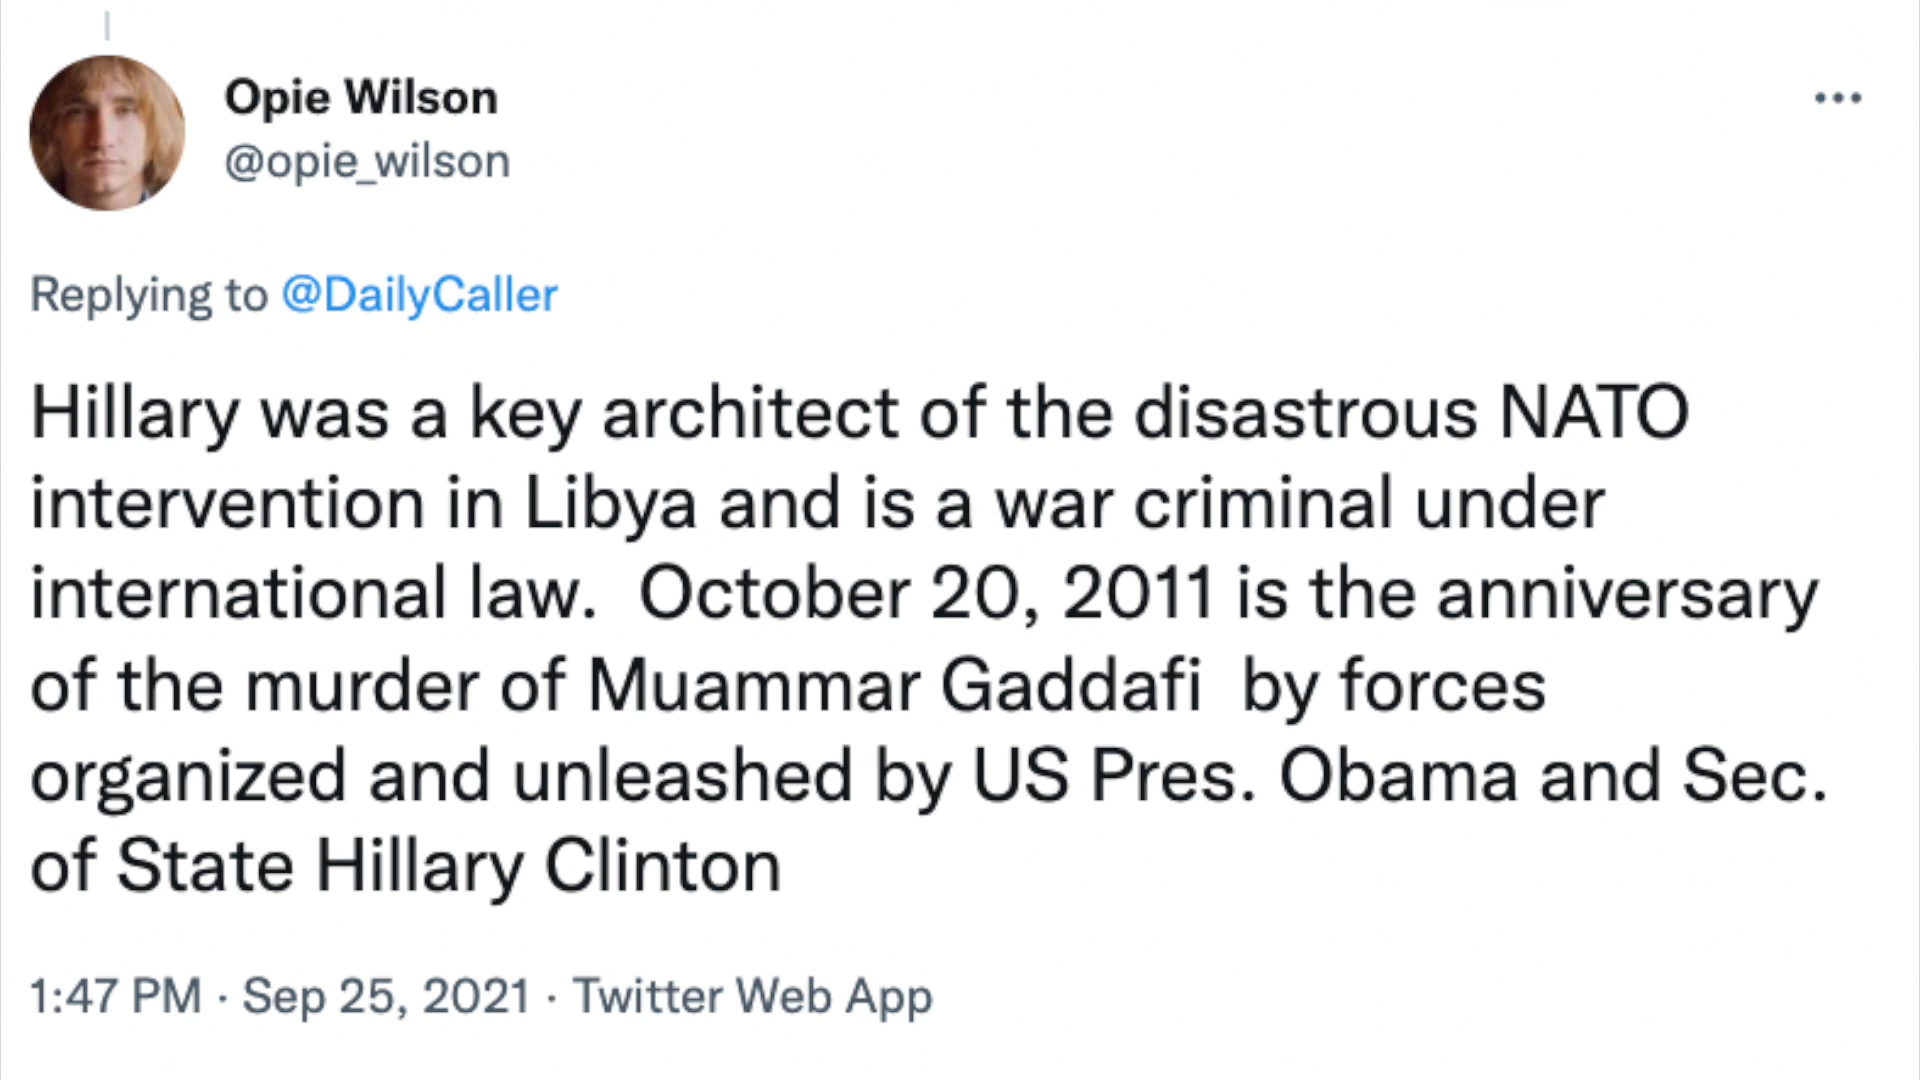 Opie Wilson
@opie_wilson
Replying to @DailyCaller
Hillary was a key architect of the disastrous NATO
intervention in Libya and is a war criminal under
international law.  October 20, 2011 is the anniversary
of the murder of Muammar Gaddafi  by forces
organized and unleashed by US Pres. Obama and Sec.
of State Hillary Clinton
1:47 PM · Sep 25, 2021 · Twitter Web App